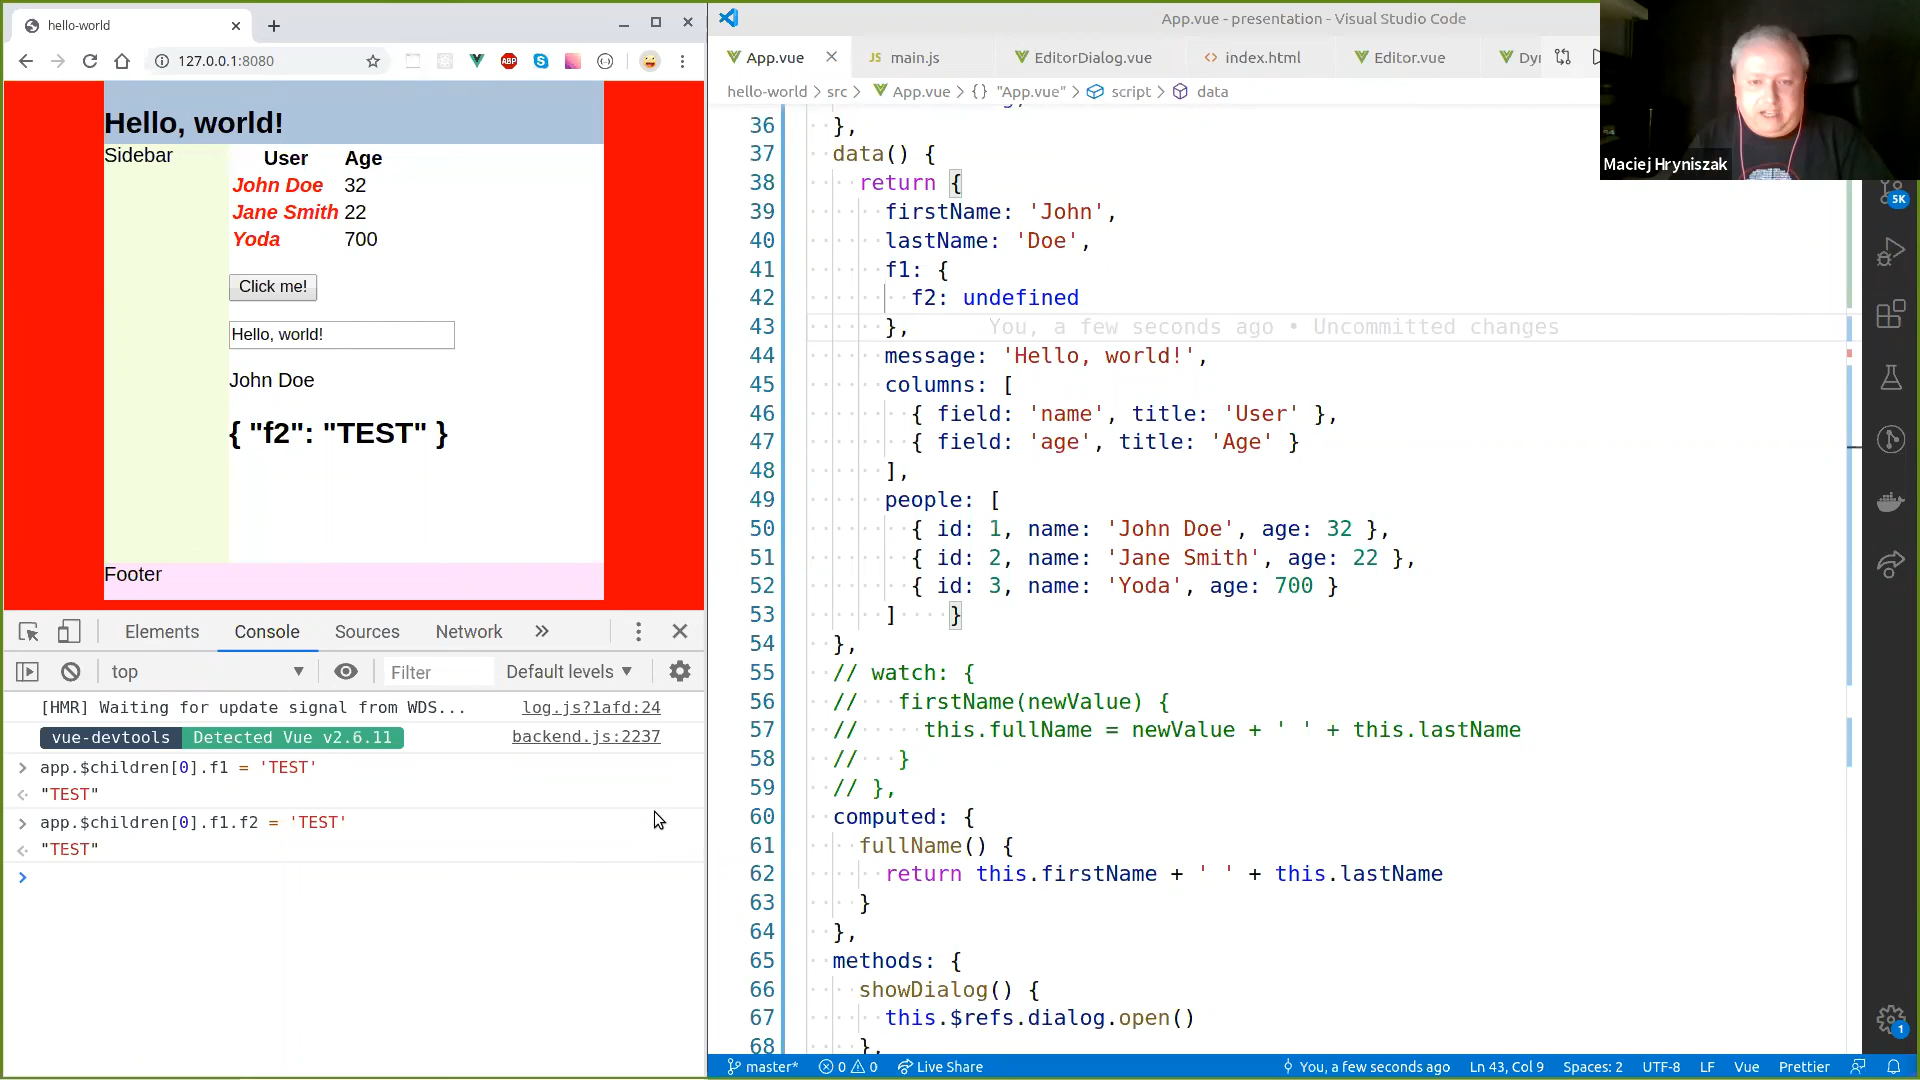 hello-world
127.0.0.1:8080
ABP
Hello, world!
Sidebar
User Age
John Doe 32
Jane Smith 22
Yoda 700
Click me!
Hello, world!
John Doe
{ "f2": "TEST" }
Footer
Elements Console Sources Network
top Filter Default levels
[HMR] Waiting for update signal from WDS... log.js?1afd:24
vue-devtools Detected Vue v2.6.11 backend.js:2237
app.$children[0].f1 = 'TEST'
"TEST"
app.$children[0].f1.f2 = 'TEST'
"TEST"
App.vue - presentation - Visual Studio Code
App.vue JS main.js EditorDialog.vue <> index.html Editor.vue Dy
hello-world > src > App.vue > {} "App.vue" > script > data
36 },
37 data() {
38 return {
39 firstName: 'John',
40 lastName: 'Doe',
41 f1: {
42 f2: undefined
43 }, You, a few seconds ago • Uncommitted changes
44 message: 'Hello, world!',
45 columns: [
46 { field: 'name', title: 'User' },
47 { field: 'age', title: 'Age' }
48 ],
49 people: [
50 { id: 1, name: 'John Doe', age: 32 },
51 { id: 2, name: 'Jane Smith', age: 22 },
52 { id: 3, name: 'Yoda', age: 700 }
53 ] }
54 },
55 // watch: {
56 // firstName(newValue) {
57 // this.fullName = newValue + ' ' + this.lastName
58 // }
59 // },
60 computed: {
61 fullName() {
62 return this.firstName + ' ' + this.lastName
63 }
64 },
65 methods: {
66 showDialog() {
67 this.$refs.dialog.open()
68 },
master* 0 0 Live Share You, a few seconds ago Ln 43, Col 9 Spaces: 2 UTF-8 LF Vue Prettier
Maciej Hryniszak
5K
1